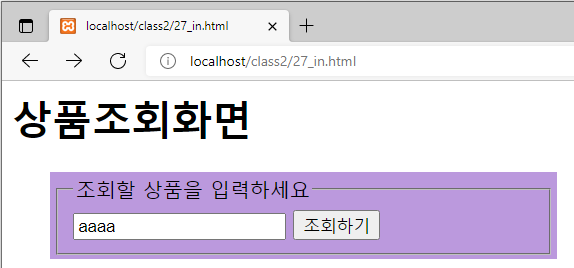 localhost/class2/27_in.html
localhost/class2/27_in.html
상품조회화면
조회할 상품을 입력하세요
aaaa 조회하기